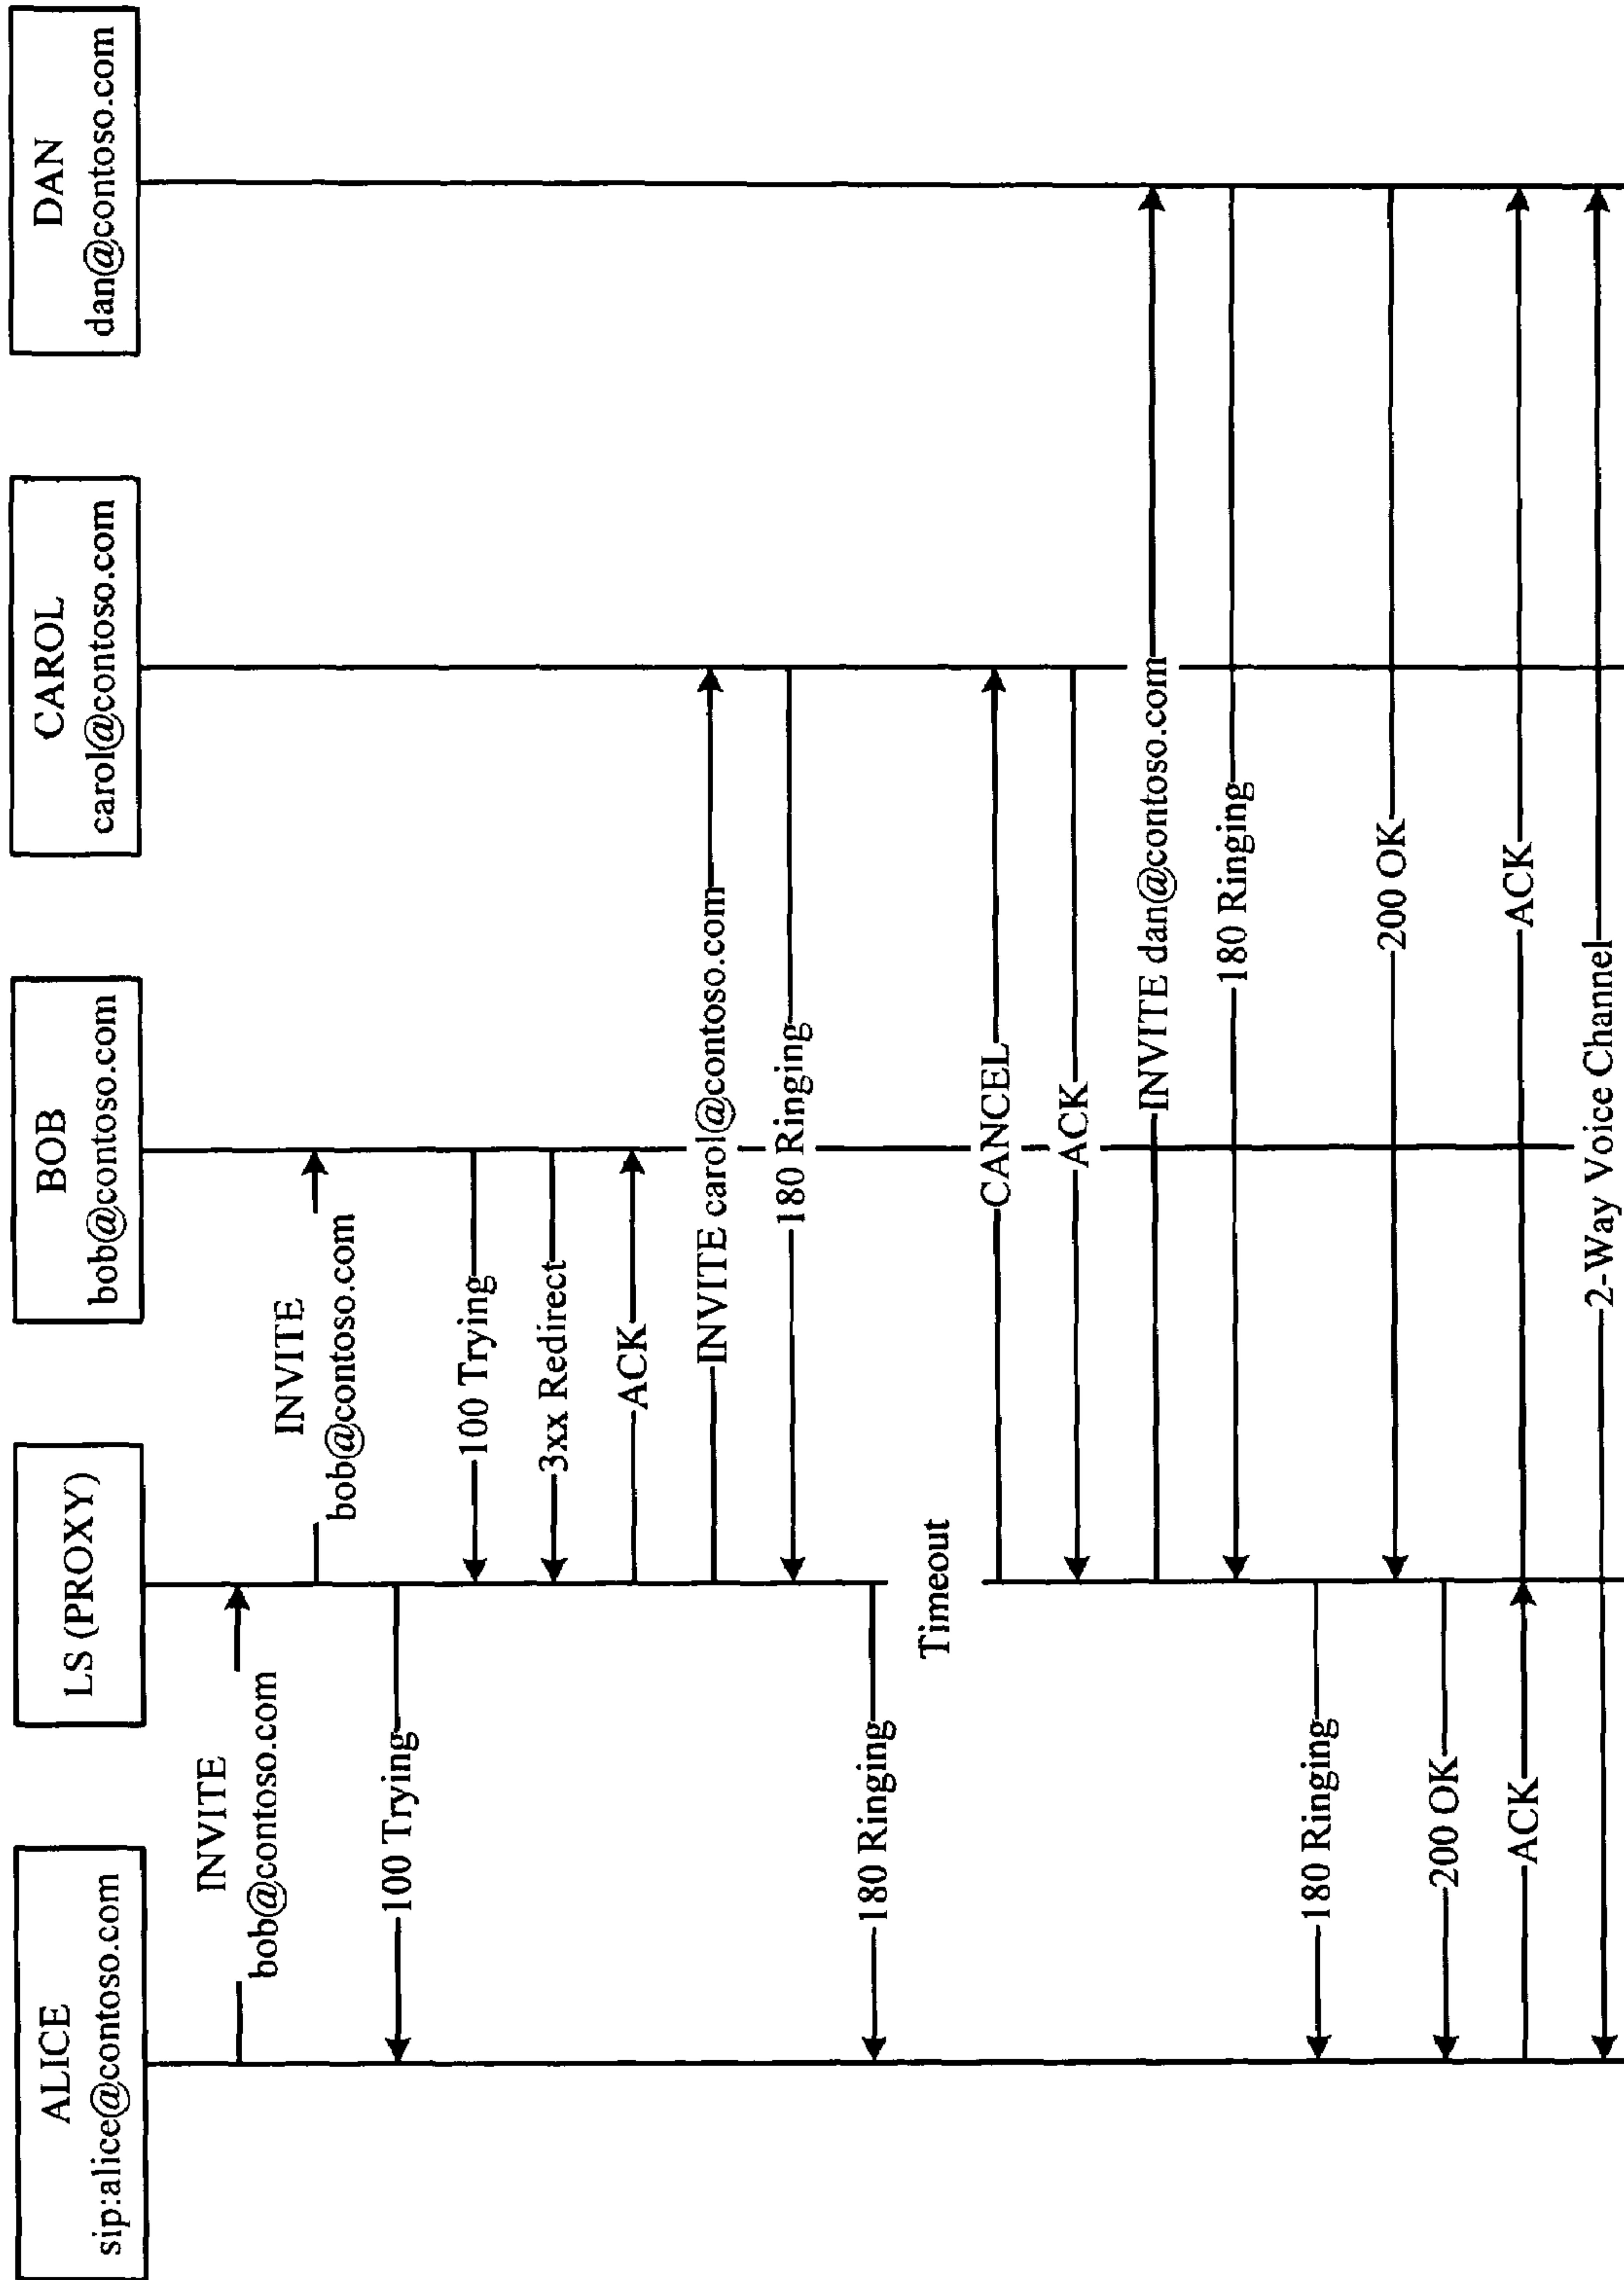 ALICE
sip:alice@contoso.com
LS (PROXY)
BOB
bob@contoso.com
CAROL
carol@contoso.com
DAN
dan@contoso.com
INVITE
bob@contoso.com
INVITE
bob@contoso.com
100 Trying
100 Trying
3xx Redirect
ACK
INVITE carol@contoso.com
180 Ringing
180 Ringing
Timeout
CANCEL
ACK
INVITE dan@contoso.com
180 Ringing
180 Ringing
200 OK
200 OK
ACK
ACK
2-Way Voice Channel